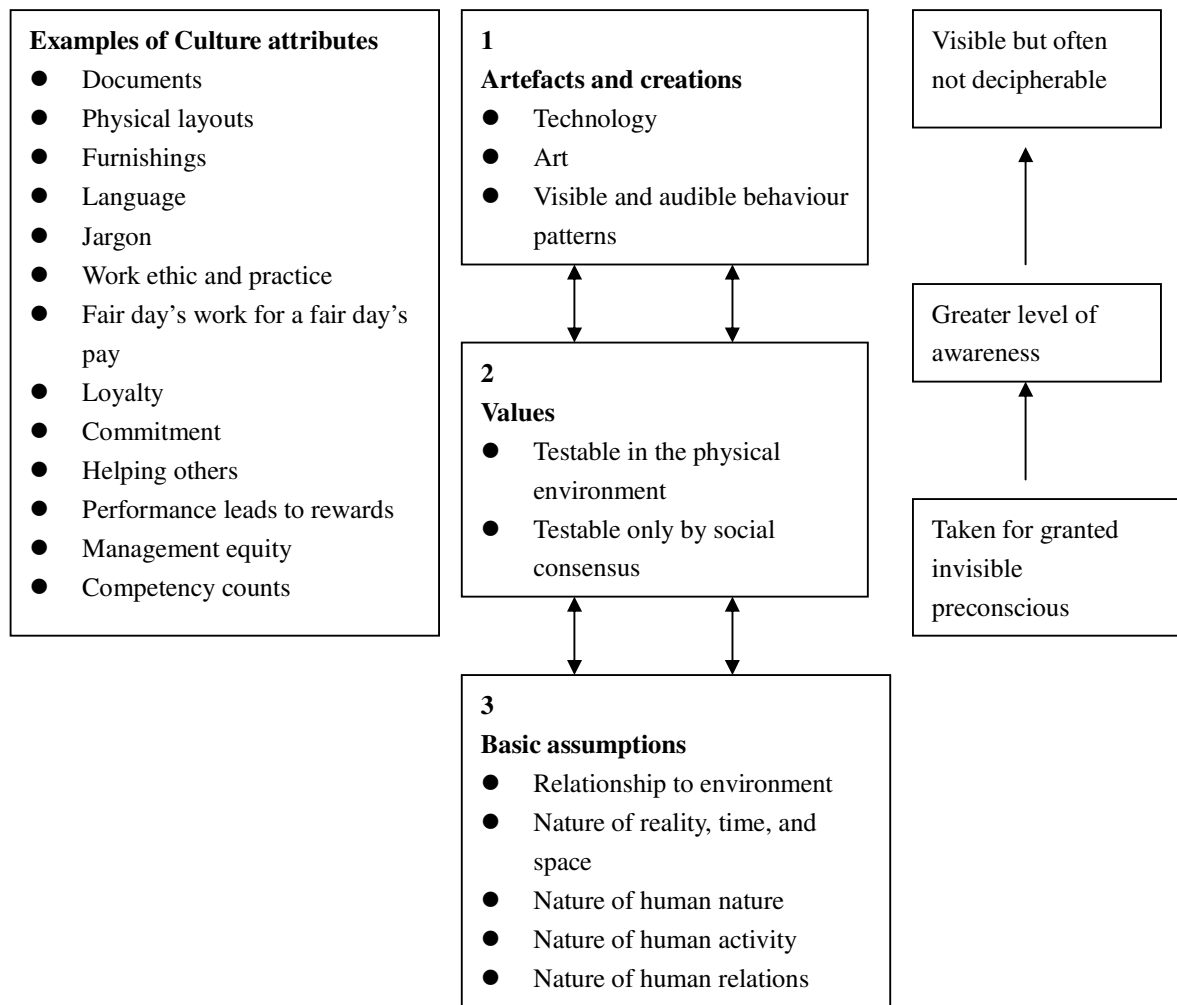 Examples of Culture attributes
● Documents
● Physical layouts
● Furnishings
● Language
● Jargon
● Work ethic and practice
● Fair day's work for a fair day's
pay
● Loyalty
● Commitment
● Helping others
● Performance leads to rewards
● Management equity
● Competency counts
1
Artefacts and creations
● Technology
● Art
● Visible and audible behaviour
patterns
2
Values
● Testable in the physical
environment
● Testable only by social
consensus
3
Basic assumptions
● Relationship to environment
● Nature of reality, time, and
space
● Nature of human nature
● Nature of human activity
● Nature of human relations
Visible but often
not decipherable
Greater level of
awareness
Taken for granted
invisible
preconscious